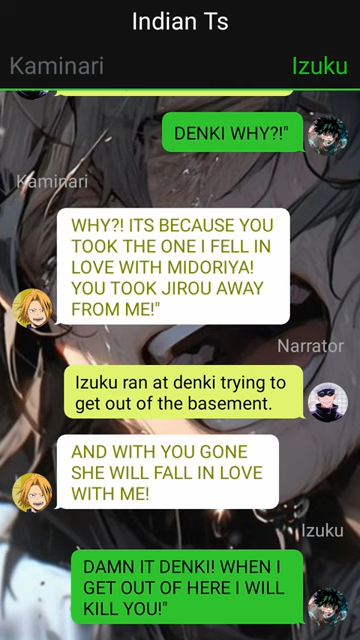 Indian Ts
Kaminari
Izuku
DENKI WHY?!"
Kaminari
WHY?! ITS BECAUSE YOU
TOOK THE ONE I FELL IN
LOVE WITH MIDORIYA!
YOU TOOK JIROU AWAY
FROM ME!"
Narrator
Izuku ran at denki trying to
get out of the basement.
AND WITH YOU GONE
SHE WILL FALL IN LOVE
WITH ME!
Izuku
DAMN IT DENKI! WHEN I
GET OUT OF HERE I WILL
KILL YOU!"